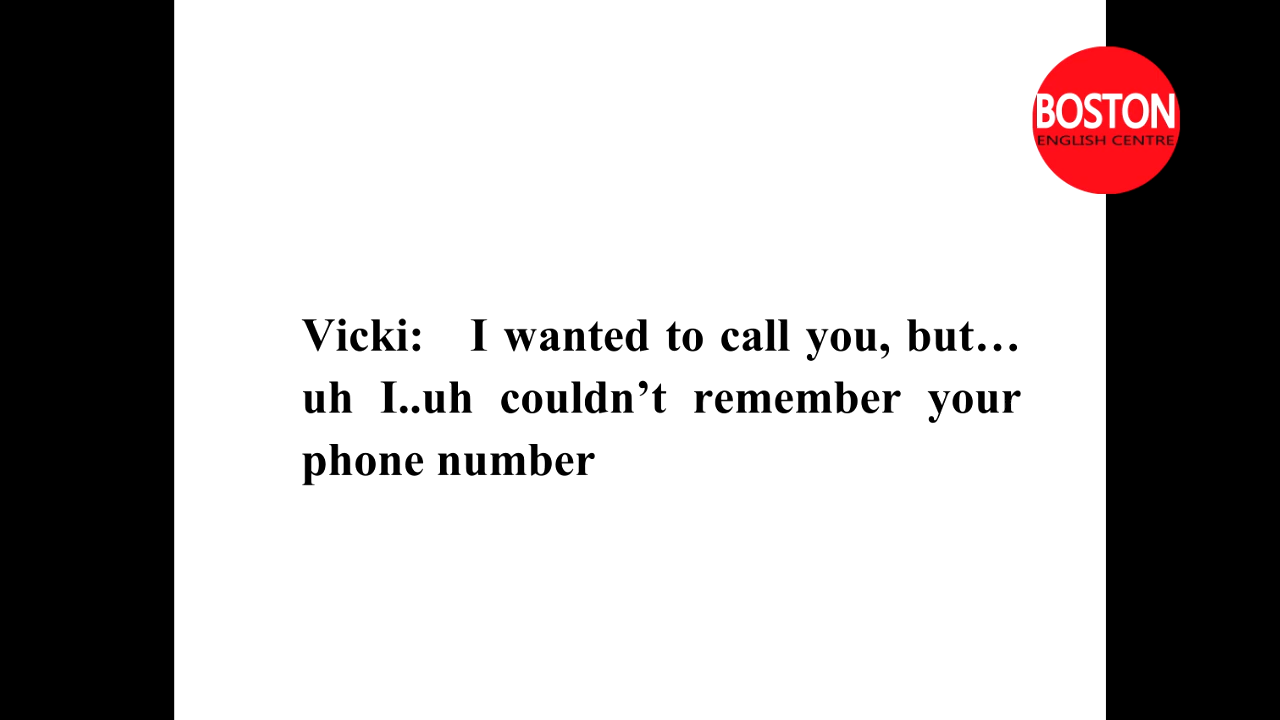 BOSTON
ENGLISH CENTRE
Vicki: I wanted to call you, but…
uh I..uh couldn’t remember your
phone number